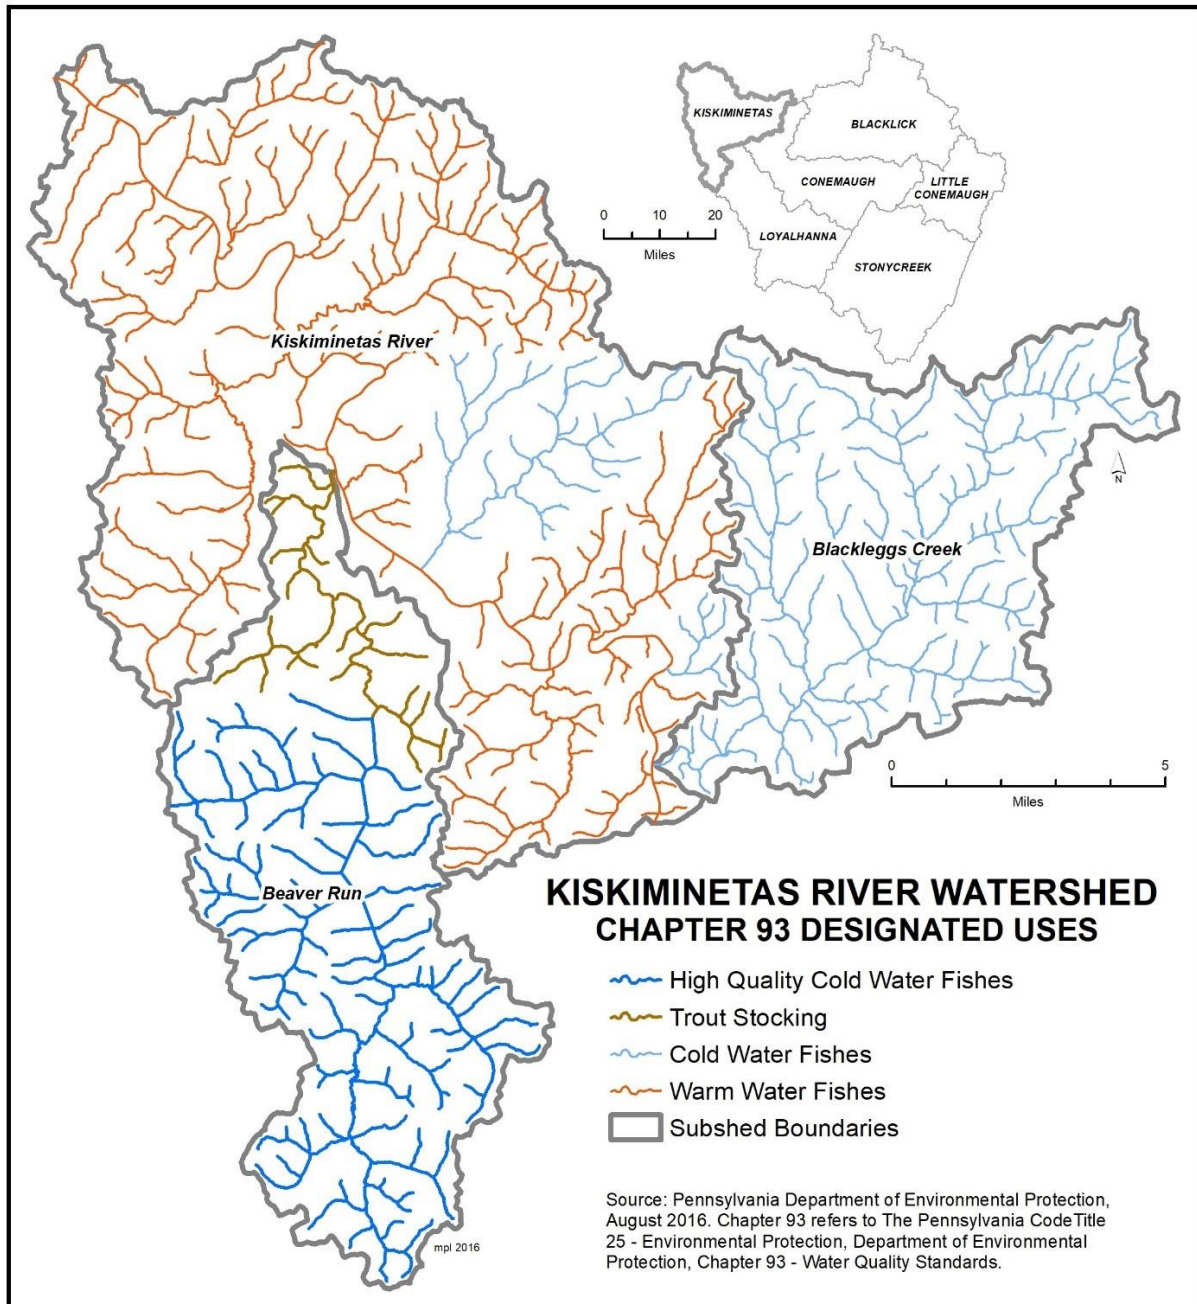 KISKIMINETAS
BLACKLICK
CONEMAUGH
LITTLE
CONEMAUGH
LOYALHANNA
STONYCREEK
0 10 20
Miles
Kiskiminetas River
N
Blackleggs Creek
0 5
Miles
Beaver Run
KISKIMINETAS RIVER WATERSHED
CHAPTER 93 DESIGNATED USES
High Quality Cold Water Fishes
Trout Stocking
Cold Water Fishes
Warm Water Fishes
Subshed Boundaries
Source: Pennsylvania Department of Environmental Protection,
August 2016. Chapter 93 refers to The Pennsylvania CodeTitle
25 - Environmental Protection, Department of Environmental
Protection, Chapter 93 - Water Quality Standards.
mpl 2016